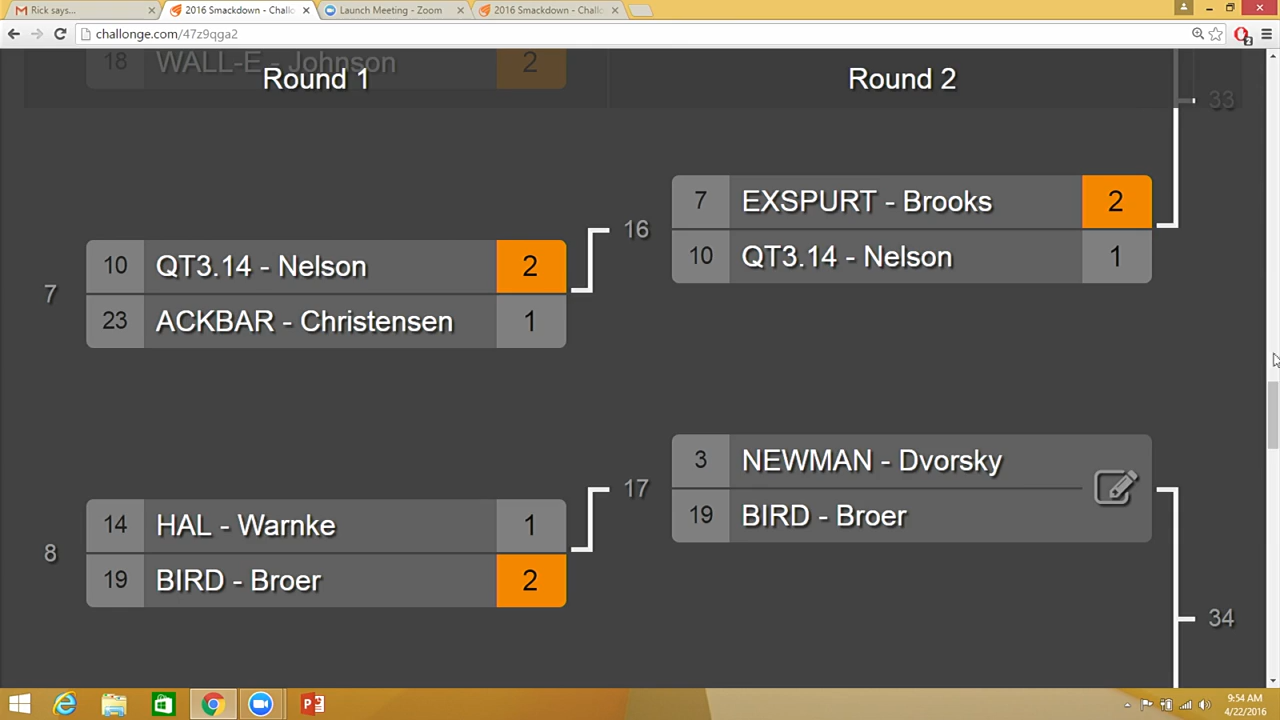 Rick says...
2016 Smackdown - Challo
Launch Meeting - Zoom
2016 Smackdown - Challo
challonge.com/47z9qga2
18 WALL-E - Johnson 2
Round 1
Round 2
33
7 EXSPURT - Brooks 2
16
10 QT3.14 - Nelson 1
10 QT3.14 - Nelson 2
7
23 ACKBAR - Christensen 1
3 NEWMAN - Dvorsky
17
19 BIRD - Broer
14 HAL - Warnke 1
8
19 BIRD - Broer 2
34
9:54 AM
4/22/2016